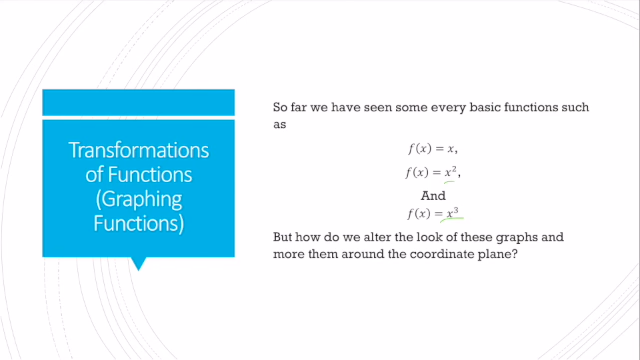 Transformations
of Functions
(Graphing
Functions)
So far we have seen some every basic functions such
as
f(x) = x,
f(x) = x²,
And
f(x) = x³
But how do we alter the look of these graphs and
more them around the coordinate plane?